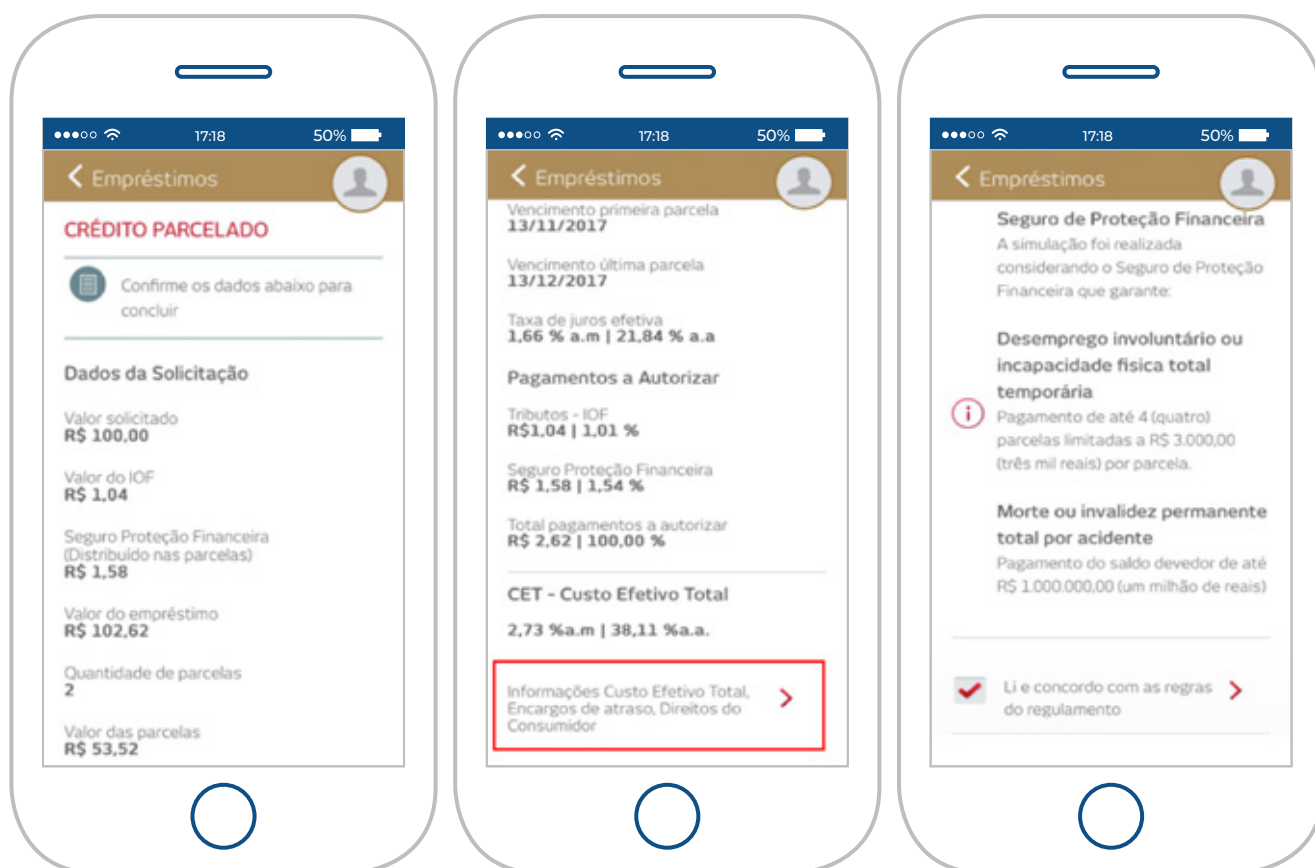 17:18
50%
Empréstimos
CRÉDITO PARCELADO
Confirme os dados abaixo para
concluir
Dados da Solicitação
Valor solicitado
R$ 100,00
Valor do IOF
R$ 1,04
Seguro Proteção Financeira
(Distribuído nas parcelas)
R$ 1,58
Valor do empréstimo
R$ 102,62
Quantidade de parcelas
2
Valor das parcelas
R$ 53,52
17:18
50%
Empréstimos
Vencimento primeira parcela
13/11/2017
Vencimento última parcela
13/12/2017
Taxa de juros efetiva
1,66 % a.m | 21,84 % a.a
Pagamentos a Autorizar
Tributos - IOF
R$1,04 | 1,01 %
Seguro Proteção Financeira
R$ 1,58 | 1,54 %
Total pagamentos a autorizar
R$ 2,62 | 100,00 %
CET - Custo Efetivo Total
2,73 %a.m | 38,11 %a.a.
Informações Custo Efetivo Total,
Encargos de atraso, Direitos do
Consumidor
17:18
50%
Empréstimos
Seguro de Proteção Financeira
A simulação foi realizada
considerando o Seguro de Proteção
Financeira que garante:
Desemprego involuntário ou
incapacidade física total
temporária
Pagamento de até 4 (quatro)
parcelas limitadas a R$ 3.000,00
(três mil reais) por parcela.
Morte ou invalidez permanente
total por acidente
Pagamento do saldo devedor de até
R$ 1.000.000,00 (um milhão de reais)
Li e concordo com as regras
do regulamento